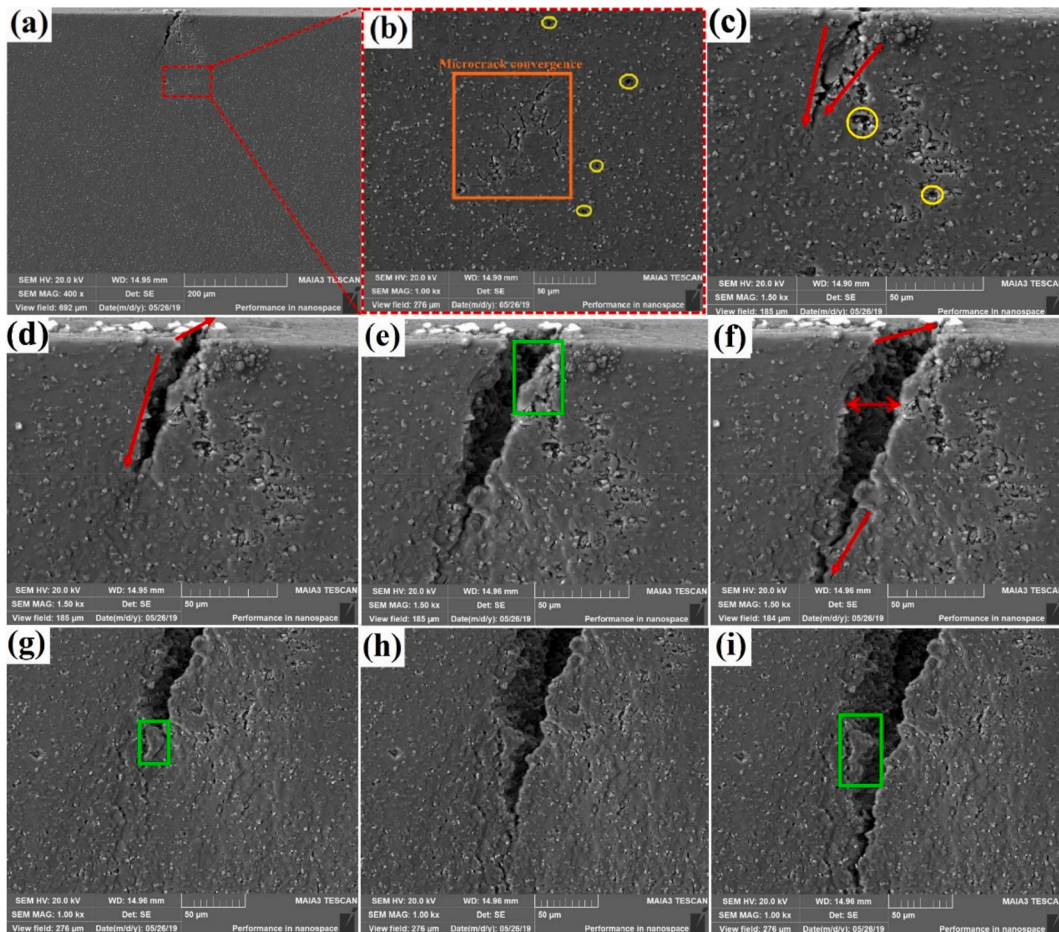 (a)
SEM HV: 20.0 kV WD: 14.95 mm MAIA3 TESCAN
SEM MAG: 400 x Det: SE 200 μm
View field: 692 μm Date(m/d/y): 05/26/19 Performance in nanospace
(b)
Microcrack convergence
SEM HV: 20.0 kV WD: 14.90 mm MAIA3 TESCAN
SEM MAG: 1.00 kx Det: SE 50 μm
View field: 276 μm Date(m/d/y): 05/26/19 Performance in nanospace
(c)
SEM HV: 20.0 kV WD: 14.90 mm MAIA3 TESCAN
SEM MAG: 1.50 kx Det: SE 50 μm
View field: 185 μm Date(m/d/y): 05/26/19 Performance in nanospace
(d)
SEM HV: 20.0 kV WD: 14.95 mm MAIA3 TESCAN
SEM MAG: 1.50 kx Det: SE 50 μm
View field: 185 μm Date(m/d/y): 05/26/19 Performance in nanospace
(e)
SEM HV: 20.0 kV WD: 14.96 mm MAIA3 TESCAN
SEM MAG: 1.50 kx Det: SE 50 μm
View field: 185 μm Date(m/d/y): 05/26/19 Performance in nanospace
(f)
SEM HV: 20.0 kV WD: 14.96 mm MAIA3 TESCAN
SEM MAG: 1.50 kx Det: SE 50 μm
View field: 184 μm Date(m/d/y): 05/26/19 Performance in nanospace
(g)
SEM HV: 20.0 kV WD: 14.96 mm MAIA3 TESCAN
SEM MAG: 1.00 kx Det: SE 50 μm
View field: 276 μm Date(m/d/y): 05/26/19 Performance in nanospace
(h)
SEM HV: 20.0 kV WD: 14.96 mm MAIA3 TESCAN
SEM MAG: 1.00 kx Det: SE 50 μm
View field: 276 μm Date(m/d/y): 05/26/19 Performance in nanospace
(i)
SEM HV: 20.0 kV WD: 14.96 mm MAIA3 TESCAN
SEM MAG: 1.00 kx Det: SE 50 μm
View field: 276 μm Date(m/d/y): 05/26/19 Performance in nanospace